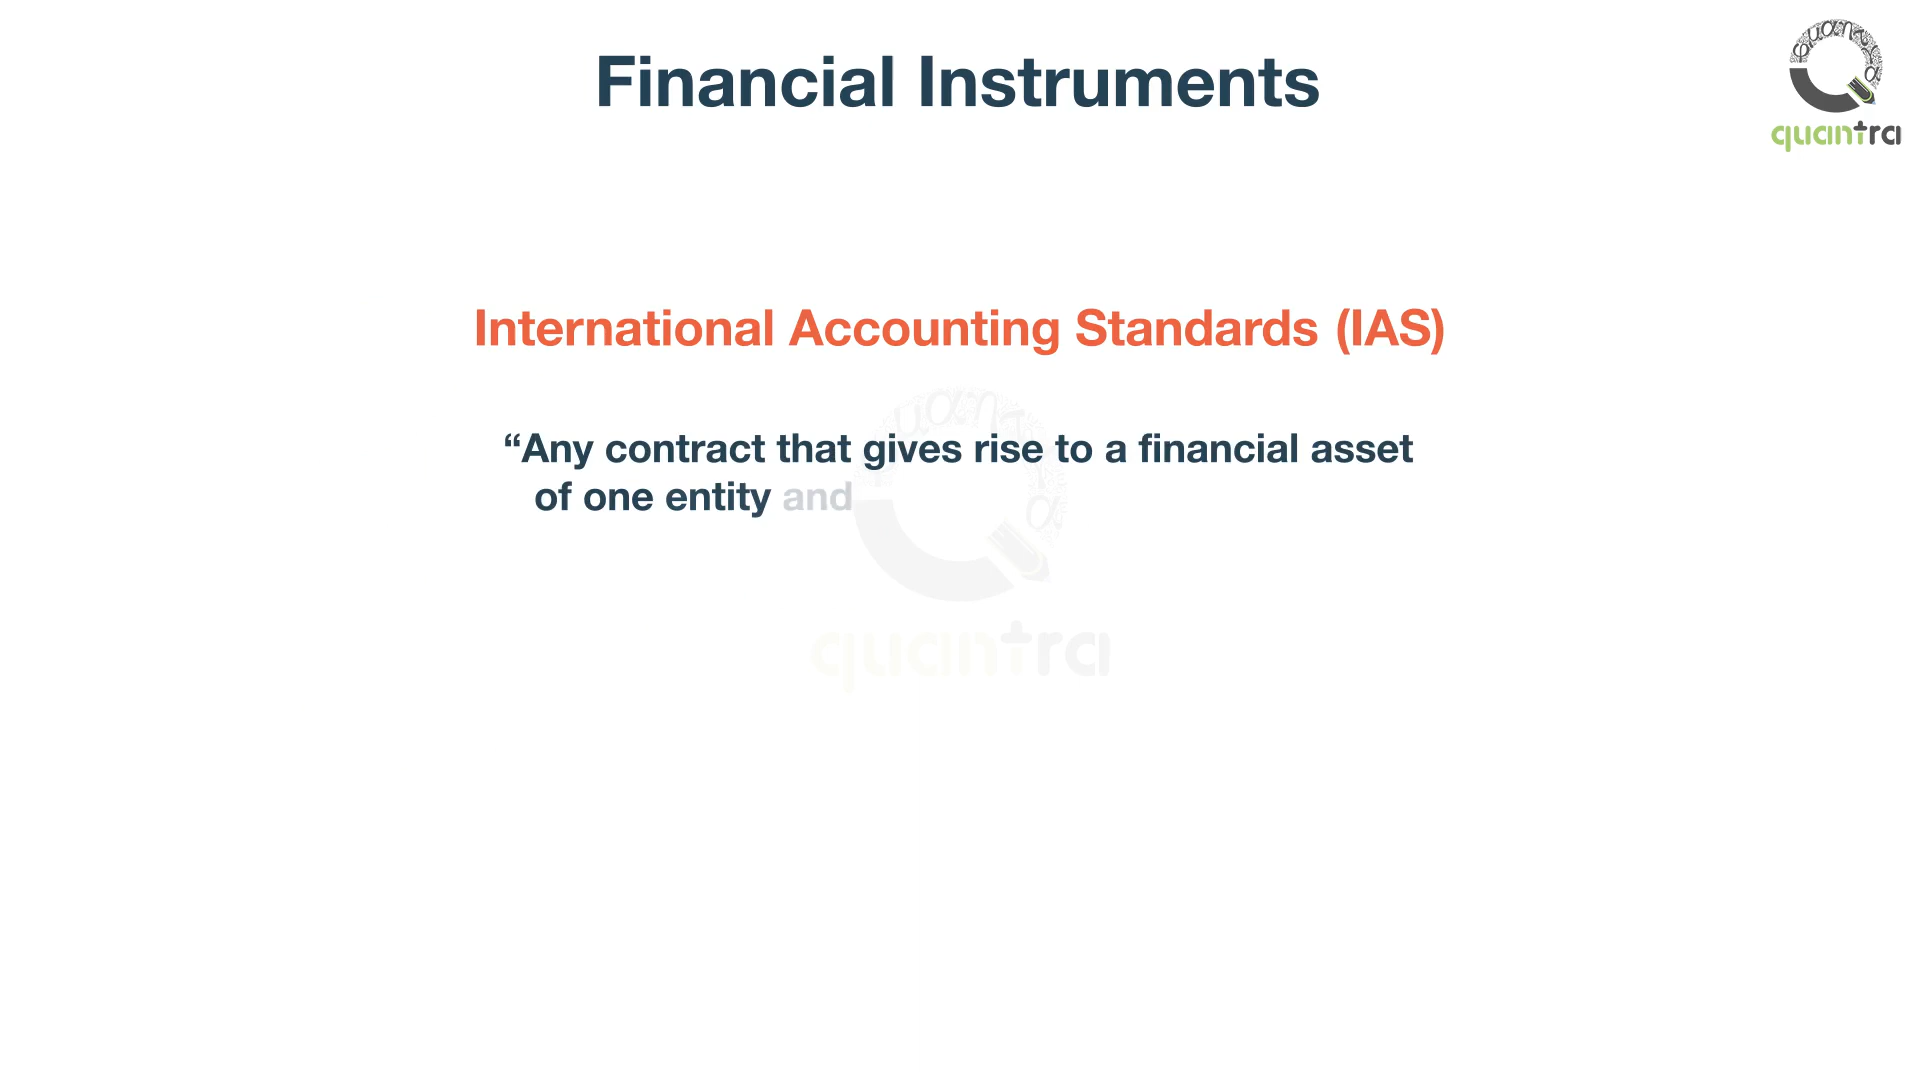 Financial Instruments
quantra
International Accounting Standards (IAS)
“Any contract that gives rise to a financial asset
of one entity and
quantra